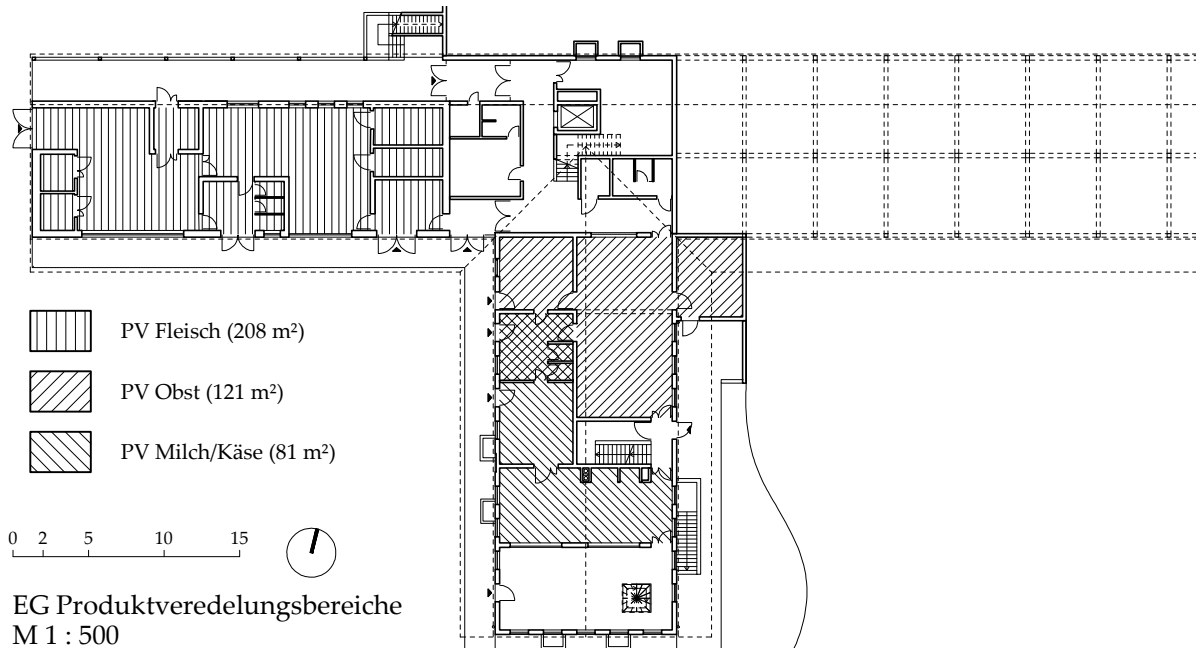 PV Fleisch (208 m²)
PV Obst (121 m²)
PV Milch/Käse (81 m²)
0 2 5 10 15
EG Produktveredelungsbereiche
M 1 : 500